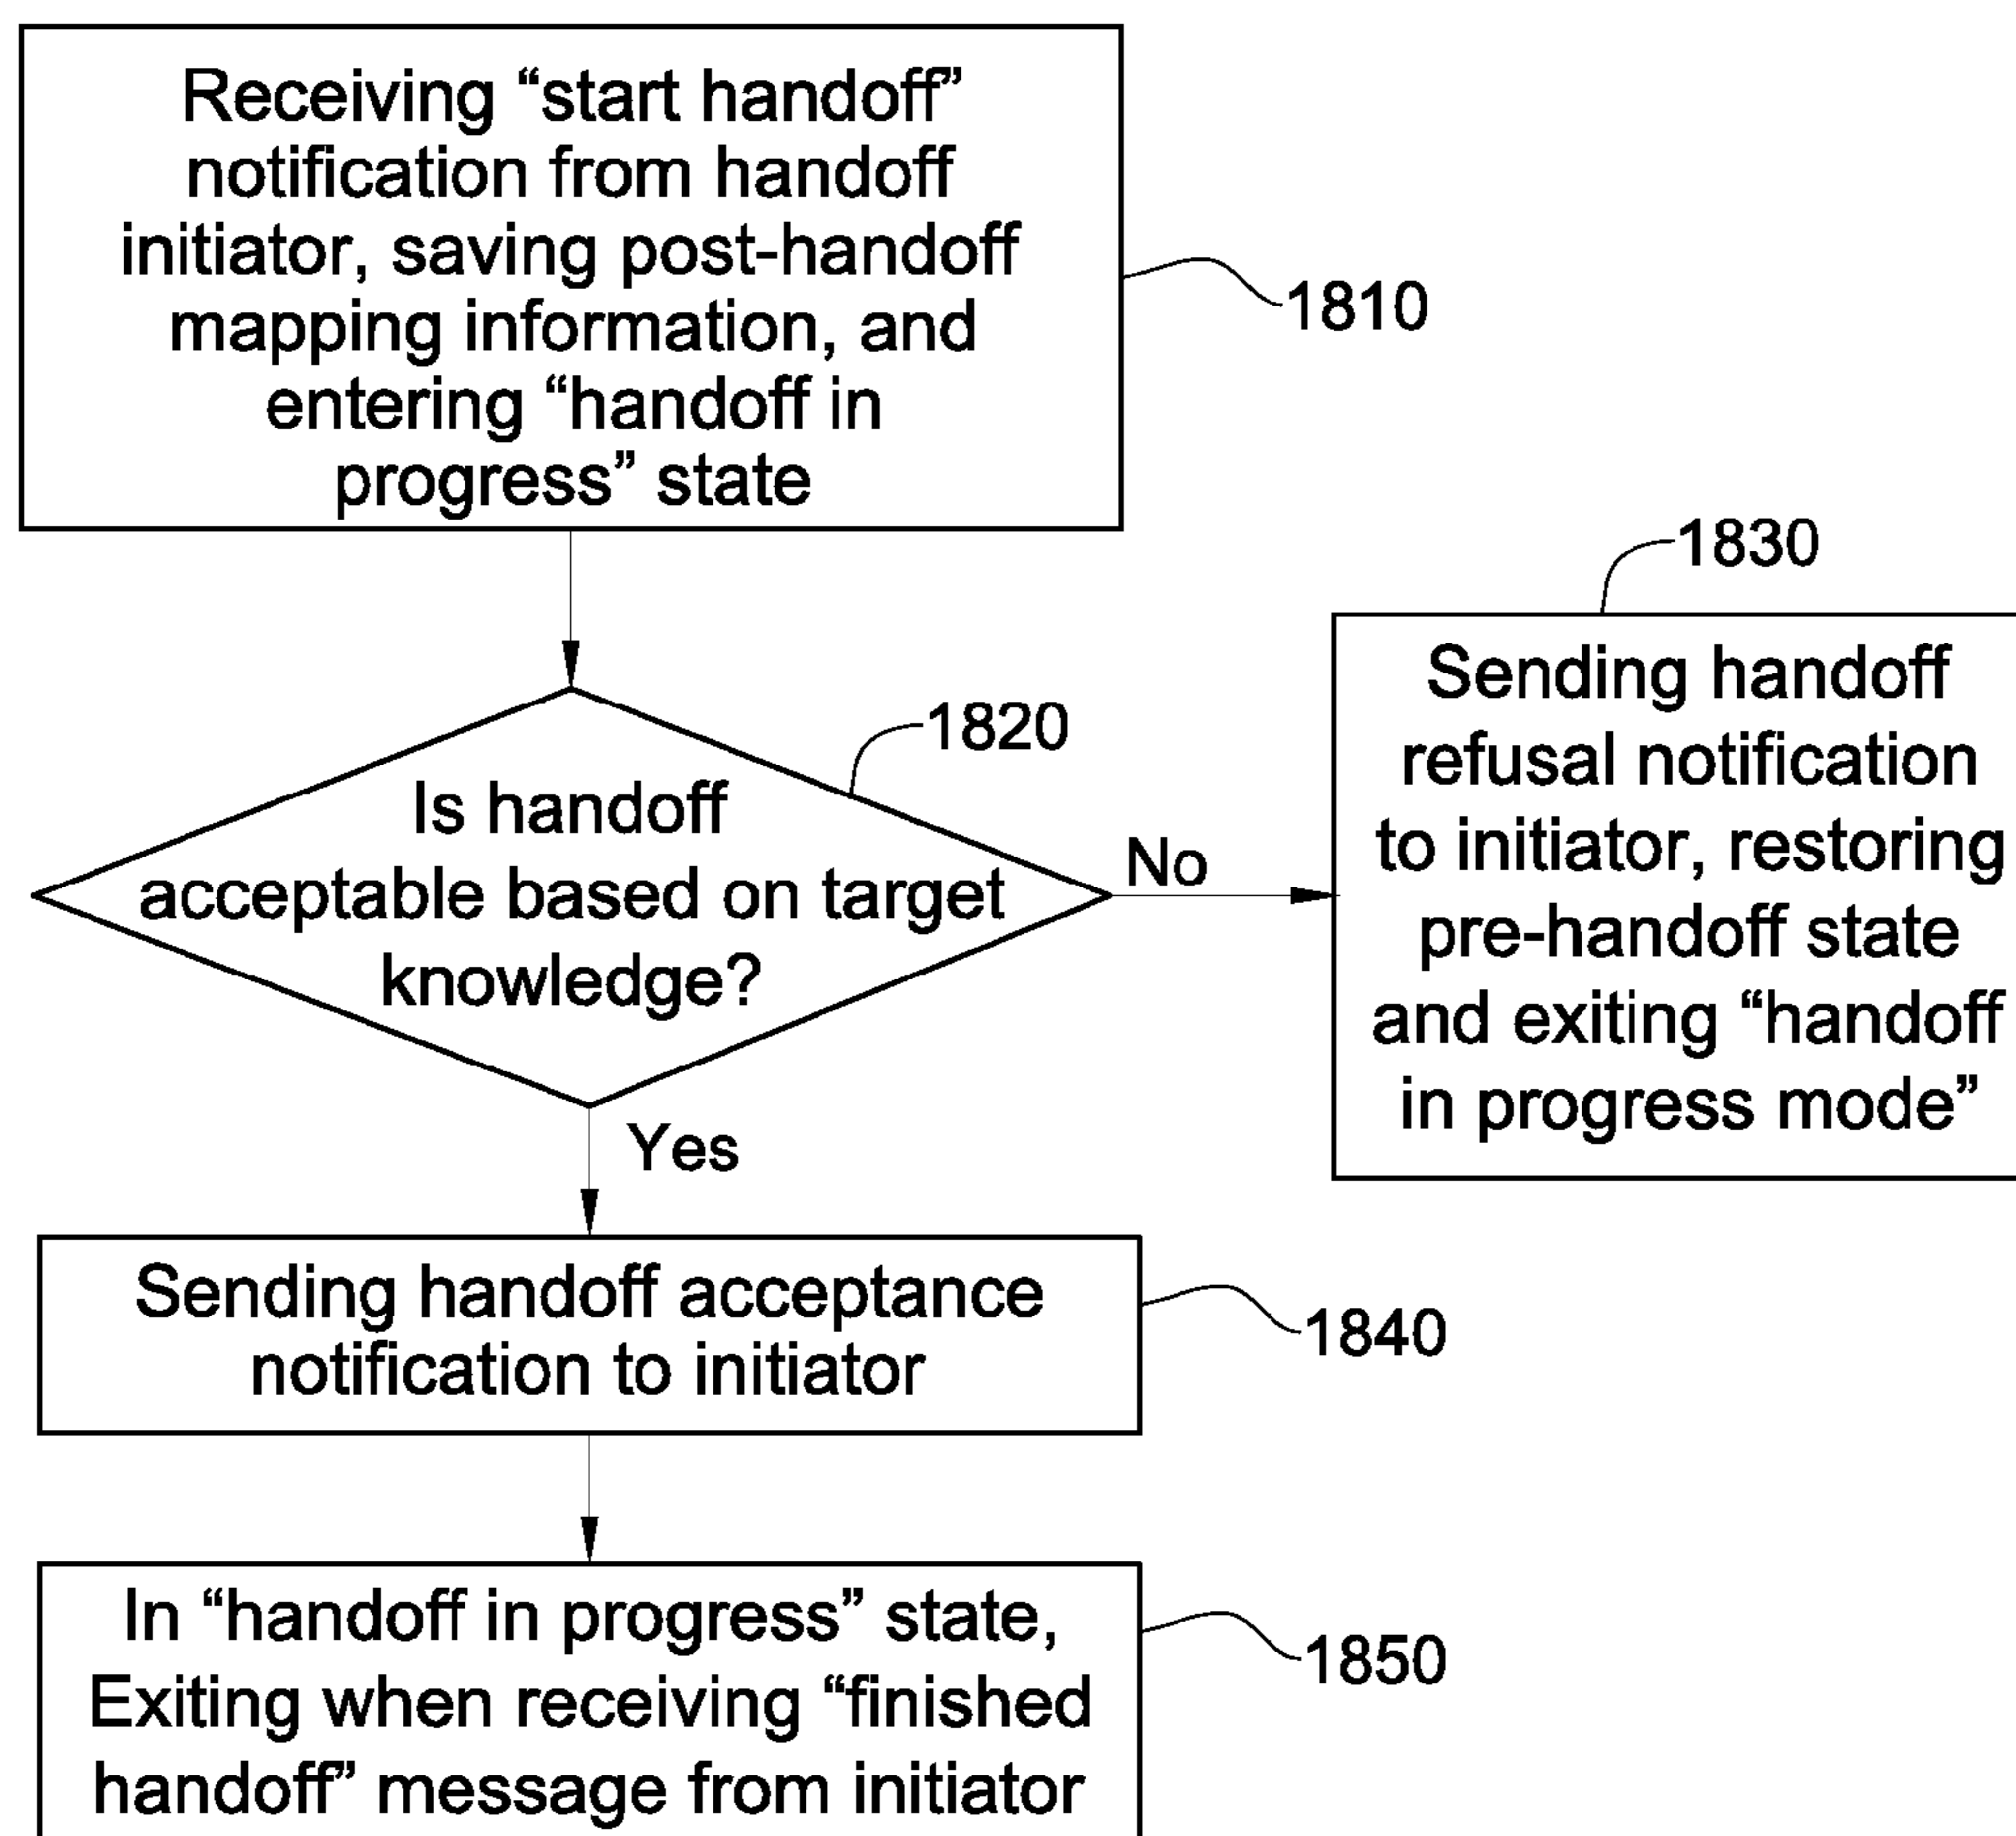 Receiving “start handoff”
notification from handoff
initiator, saving post-handoff
mapping information, and
entering “handoff in
progress” state
1810
1820
Is handoff
acceptable based on target
knowledge?
No
Yes
1830
Sending handoff
refusal notification
to initiator, restoring
pre-handoff state
and exiting “handoff
in progress mode”
Sending handoff acceptance
notification to initiator
1840
In “handoff in progress” state,
Exiting when receiving “finished
handoff” message from initiator
1850